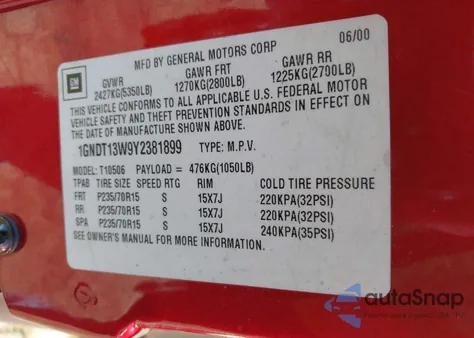 MFD BY GENERAL MOTORS CORP 06/00
GM
GVWR GAWR FRT GAWR RR
2427KG(5350LB) 1270KG(2800LB) 1225KG(2700LB)
THIS VEHICLE CONFORMS TO ALL APPLICABLE U.S. FEDERAL MOTOR
VEHICLE SAFETY AND THEFT PREVENTION STANDARDS IN EFFECT ON
THE DATE OF MANUFACTURE SHOWN ABOVE.
1GNDT13W9Y2381899 TYPE: M.P.V.
MODEL: T10506 PAYLOAD = 476KG(1050LB)
TPAB TIRE SIZE SPEED RTG RIM COLD TIRE PRESSURE
FRT P235/70R15 S 15X7J 220KPA(32PSI)
RR P235/70R15 S 15X7J 220KPA(32PSI)
SPA P235/70R15 S 15X7J 240KPA(35PSI)
SEE OWNER'S MANUAL FOR MORE INFORMATION.
autoSnap